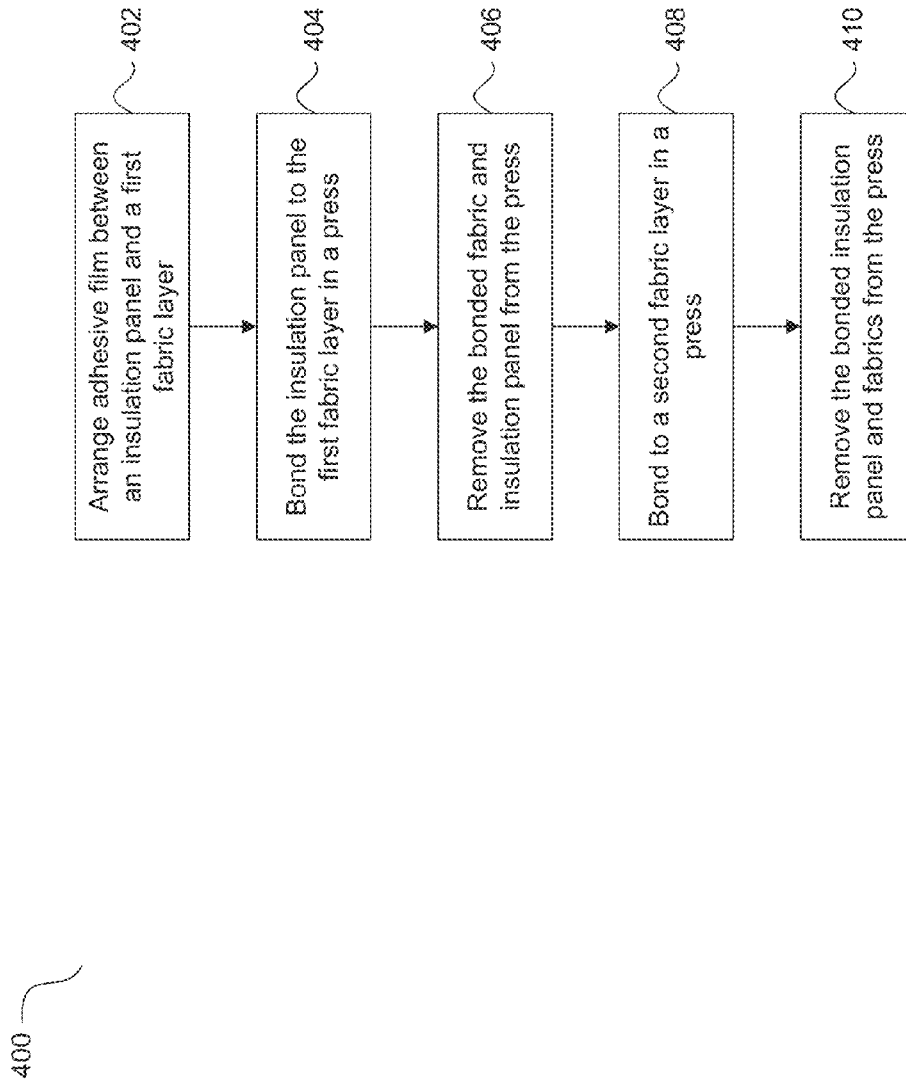 400
Arrange adhesive film between
an insulation panel and a first
fabric layer
402
Bond the insulation panel to the
first fabric layer in a press
404
Remove the bonded fabric and
insulation panel from the press
406
Bond to a second fabric layer in a
press
408
Remove the bonded insulation
panel and fabrics from the press
410